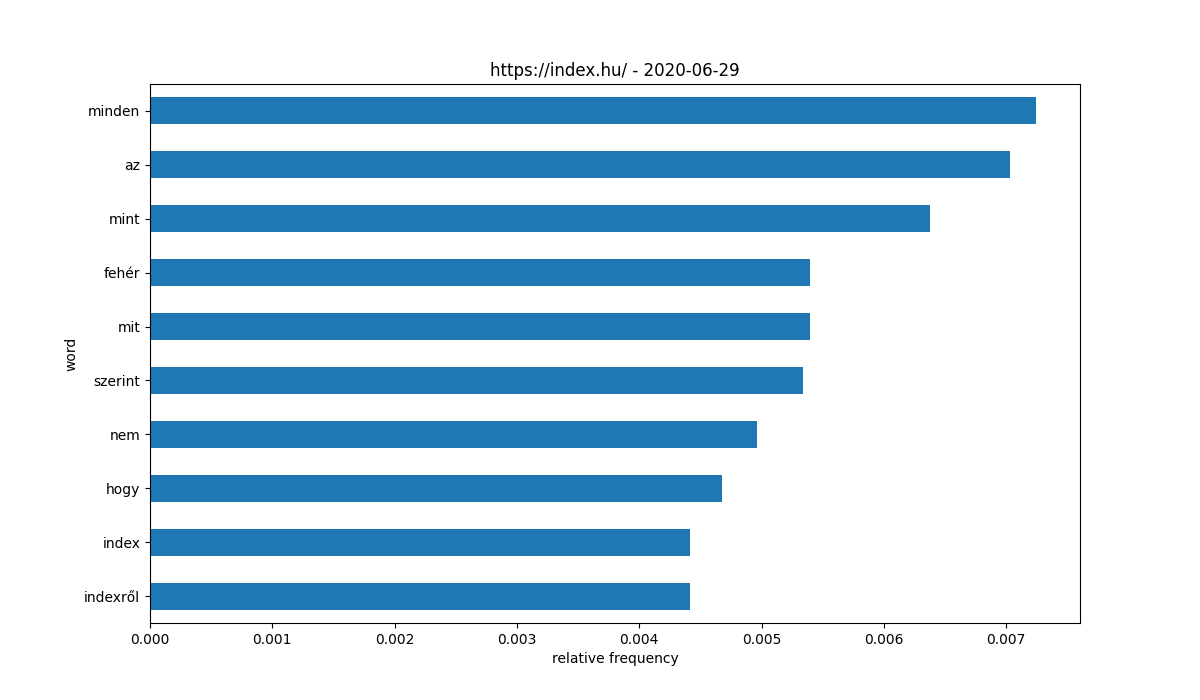 https://index.hu/ - 2020-06-29
minden
az
mint
fehér
mit
szerint
nem
hogy
index
indexről
word
0.000 0.001 0.002 0.003 0.004 0.005 0.006 0.007
relative frequency